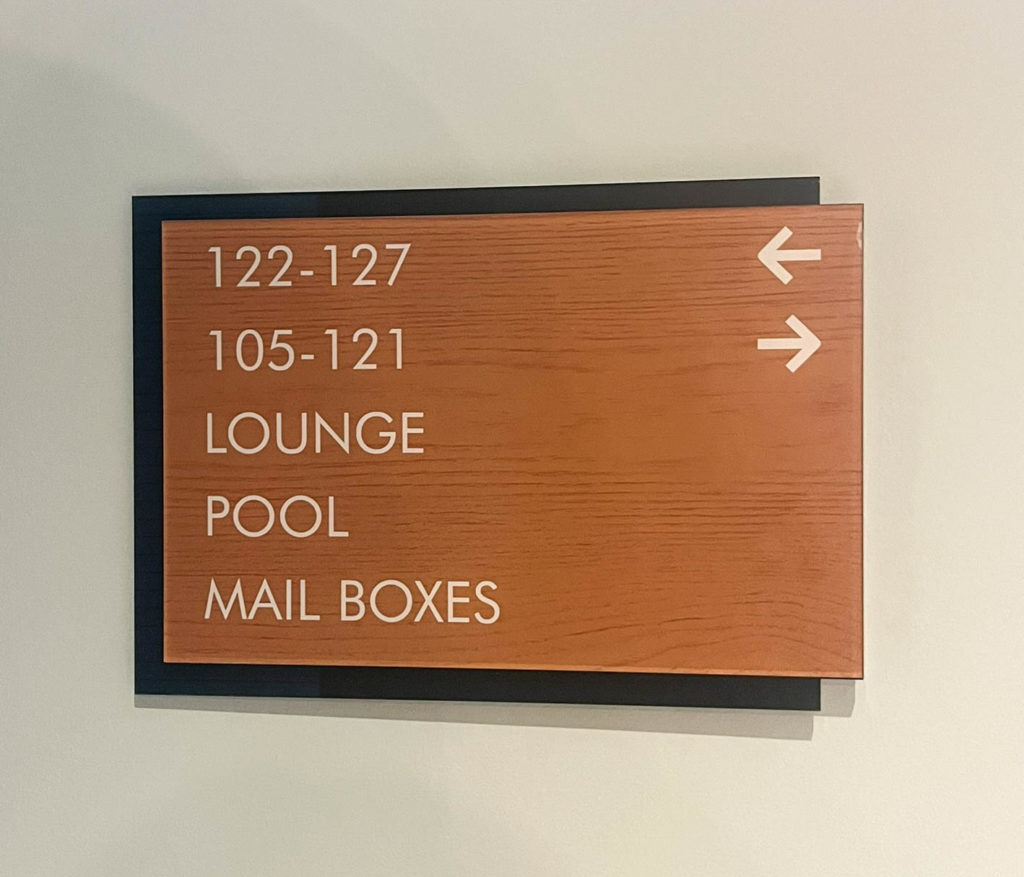 122-127 ←
105-121 →
LOUNGE
POOL
MAIL BOXES